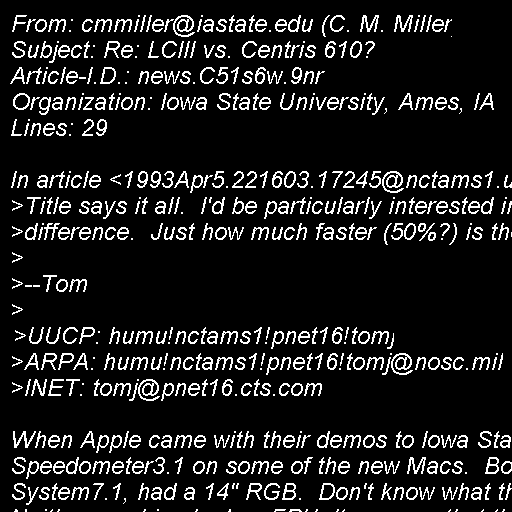 From: cmmiller@iastate.edu (C. M. Miller
Subject: Re: LCIII vs. Centris 610?
Article-I.D.: news.C51s6w.9nr
Organization: Iowa State University, Ames, IA
Lines: 29

In article <1993Apr5.221603.17245@nctams1.u
>Title says it all.  I'd be particularly interested in
>difference.  Just how much faster (50%?) is the
>
>--Tom
>
>UUCP: humu!nctams1!pnet16!tomj
>ARPA: humu!nctams1!pnet16!tomj@nosc.mil
>INET: tomj@pnet16.cts.com

When Apple came with their demos to Iowa Sta
Speedometer3.1 on some of the new Macs.  Bo
System7.1, had a 14" RGB.  Don't know what th